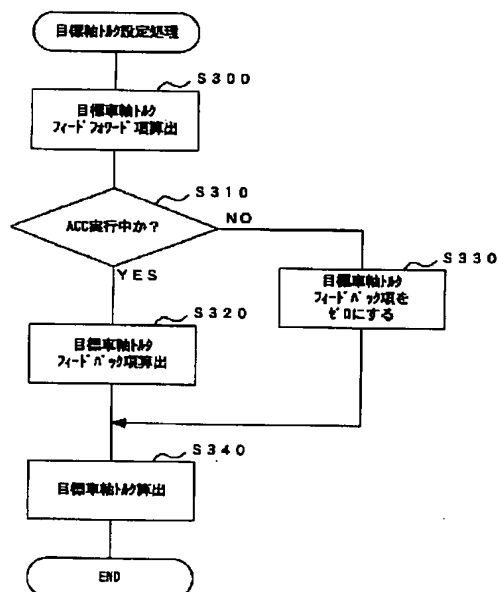 目標軸トルク設定処理
S300
目標車軸トルク
フィードフォワード項算出
S310
ACC実行中か?
NO
YES
S330
目標車軸トルク
フィードバック項を
ゼロにする
S320
目標車軸トルク
フィードバック項算出
S340
目標車軸トルク算出
END